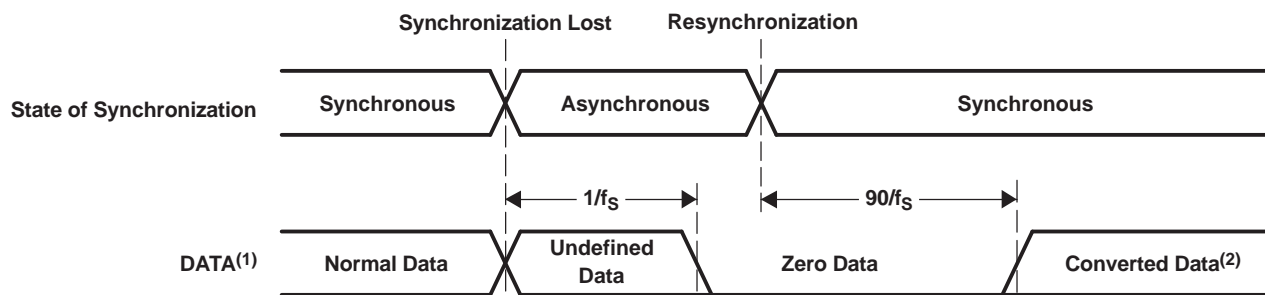 Synchronization Lost
Resynchronization
State of Synchronization
Synchronous
Asynchronous
Synchronous
1/fS
90/fS
DATA(1)
Normal Data
Undefined
Data
Zero Data
Converted Data(2)